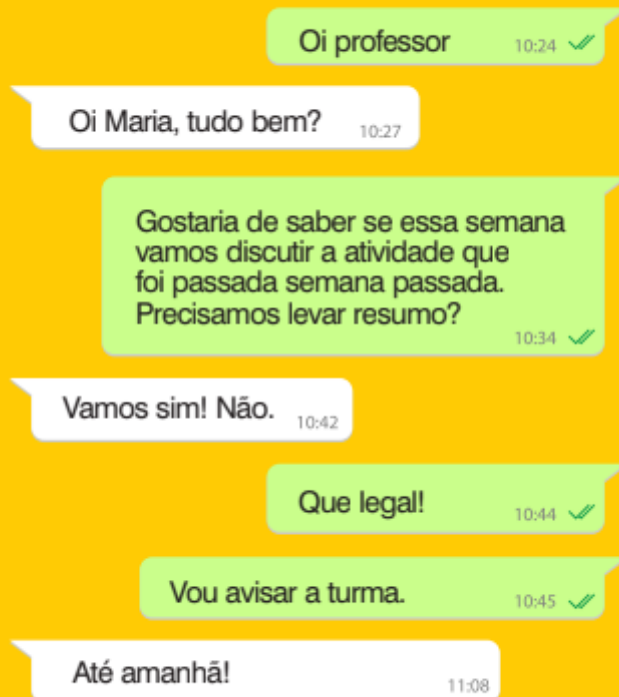 Oi professor 10:24
Oi Maria, tudo bem? 10:27
Gostaria de saber se essa semana
vamos discutir a atividade que
foi passada semana passada.
Precisamos levar resumo?
10:34
Vamos sim! Não. 10:42
Que legal! 10:44
Vou avisar a turma. 10:45
Até amanhã! 11:08